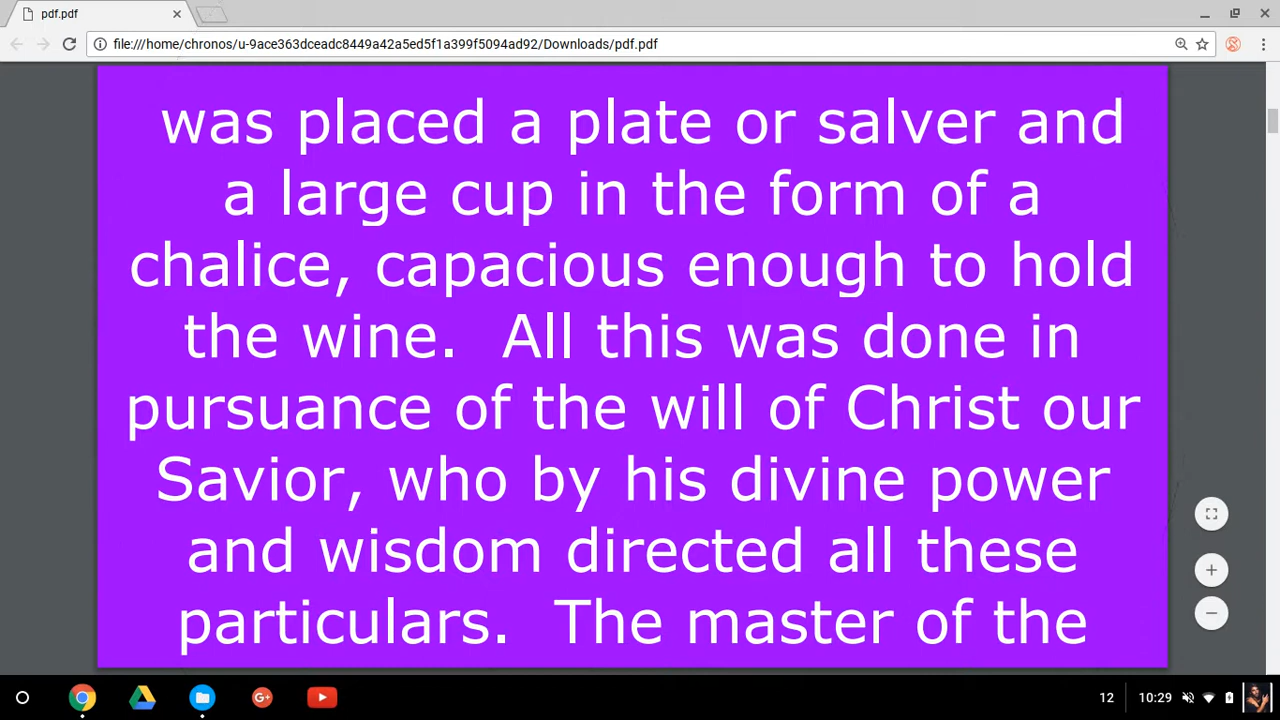 pdf.pdf
file:///home/chronos/u-9ace363dceadc8449a42a5ed5f1a399f5094ad92/Downloads/pdf.pdf
was placed a plate or salver and
a large cup in the form of a
chalice, capacious enough to hold
the wine.  All this was done in
pursuance of the will of Christ our
Savior, who by his divine power
and wisdom directed all these
particulars.  The master of the
12 10:29